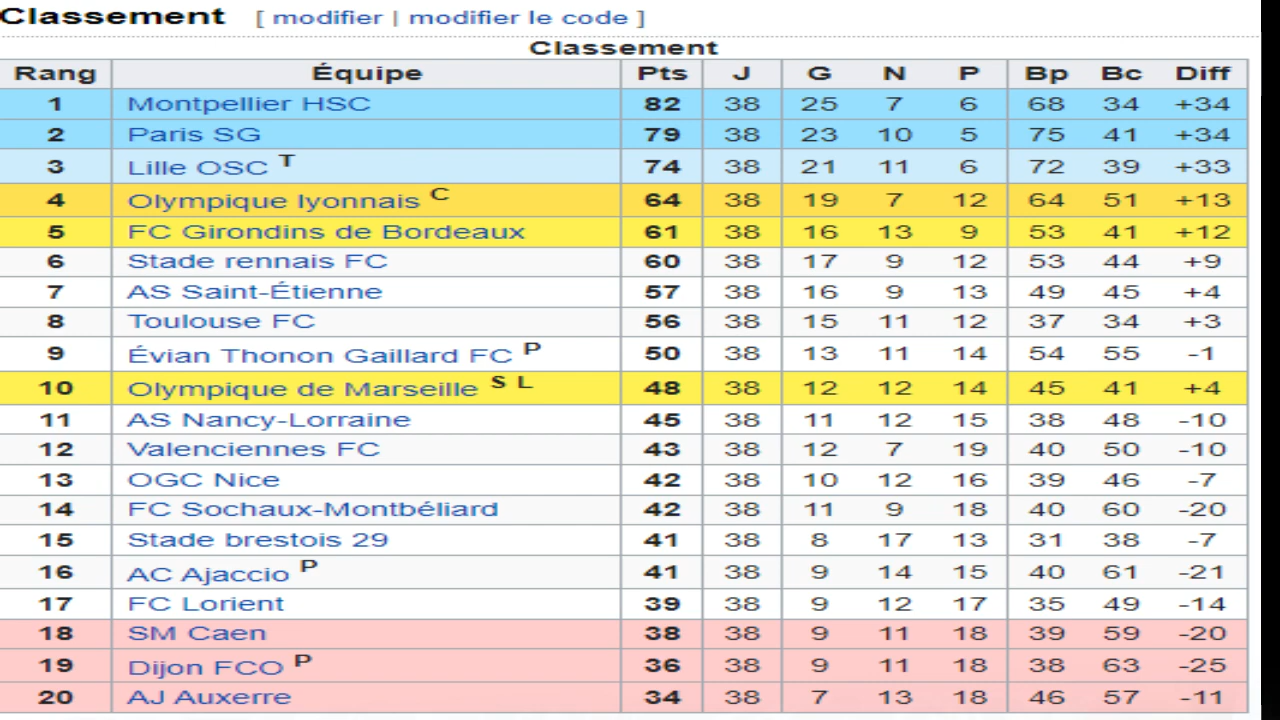 Classement [ modifier | modifier le code ]
Classement
Rang Équipe Pts J G N P Bp Bc Diff
1 Montpellier HSC 82 38 25 7 6 68 34 +34
2 Paris SG 79 38 23 10 5 75 41 +34
3 Lille OSC T 74 38 21 11 6 72 39 +33
4 Olympique lyonnais C 64 38 19 7 12 64 51 +13
5 FC Girondins de Bordeaux 61 38 16 13 9 53 41 +12
6 Stade rennais FC 60 38 17 9 12 53 44 +9
7 AS Saint-Étienne 57 38 16 9 13 49 45 +4
8 Toulouse FC 56 38 15 11 12 37 34 +3
9 Évian Thonon Gaillard FC P 50 38 13 11 14 54 55 -1
10 Olympique de Marseille S L 48 38 12 12 14 45 41 +4
11 AS Nancy-Lorraine 45 38 11 12 15 38 48 -10
12 Valenciennes FC 43 38 12 7 19 40 50 -10
13 OGC Nice 42 38 10 12 16 39 46 -7
14 FC Sochaux-Montbéliard 42 38 11 9 18 40 60 -20
15 Stade brestois 29 41 38 8 17 13 31 38 -7
16 AC Ajaccio P 41 38 9 14 15 40 61 -21
17 FC Lorient 39 38 9 12 17 35 49 -14
18 SM Caen 38 38 9 11 18 39 59 -20
19 Dijon FCO P 36 38 9 11 18 38 63 -25
20 AJ Auxerre 34 38 7 13 18 46 57 -11